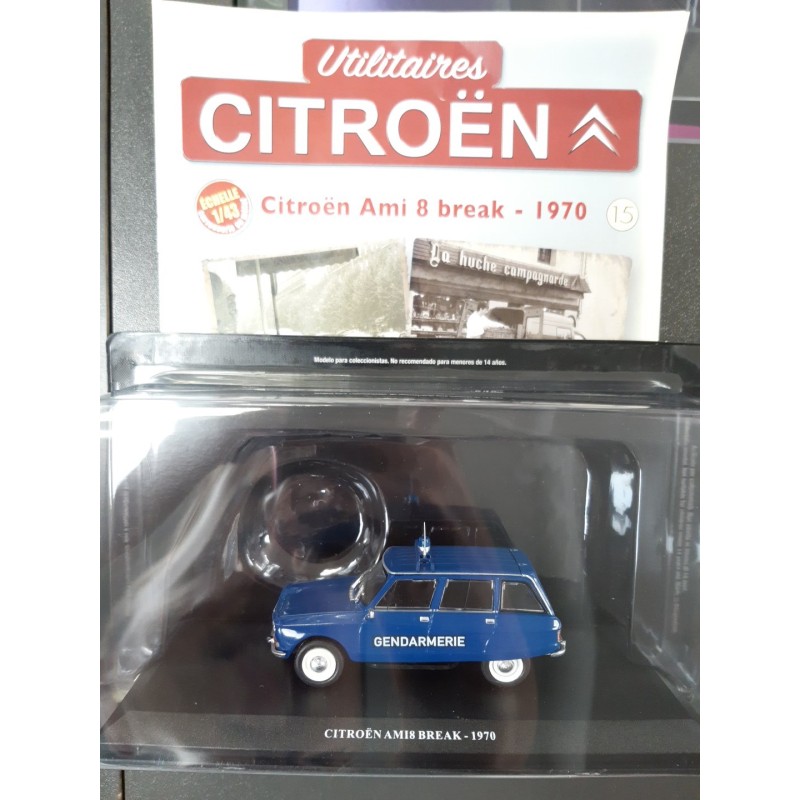 Utilitaires
CITROËN
ÉCHELLE
1/43
Citroën Ami 8 break - 1970
15
La huche campagnarde
Modelo para coleccionistas. No recomendado para menores de 14 años.
GENDARMERIE
CITROËN AMI8 BREAK - 1970